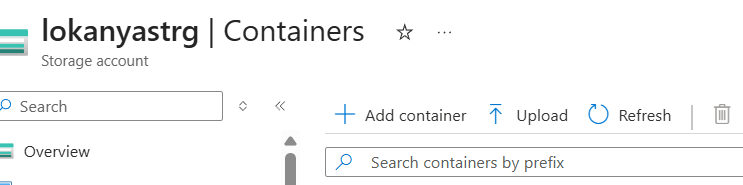 lokanyastrg | Containers
Storage account
Search
Add container Upload Refresh
Overview
Search containers by prefix